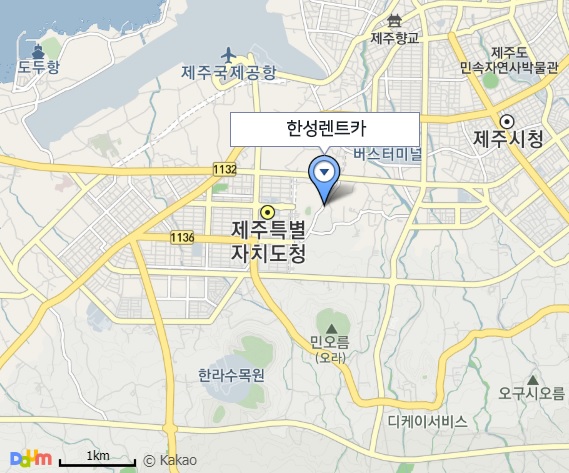 제주향교
도두항
제주도
민속자연사박물관
제주국제공항
한성렌트카
제주시청
버스터미널
1132
제주특별
자치도청
1136
민오름
(오라)
한라수목원
오구시오름
디케이서비스
Daum
1km
© Kakao